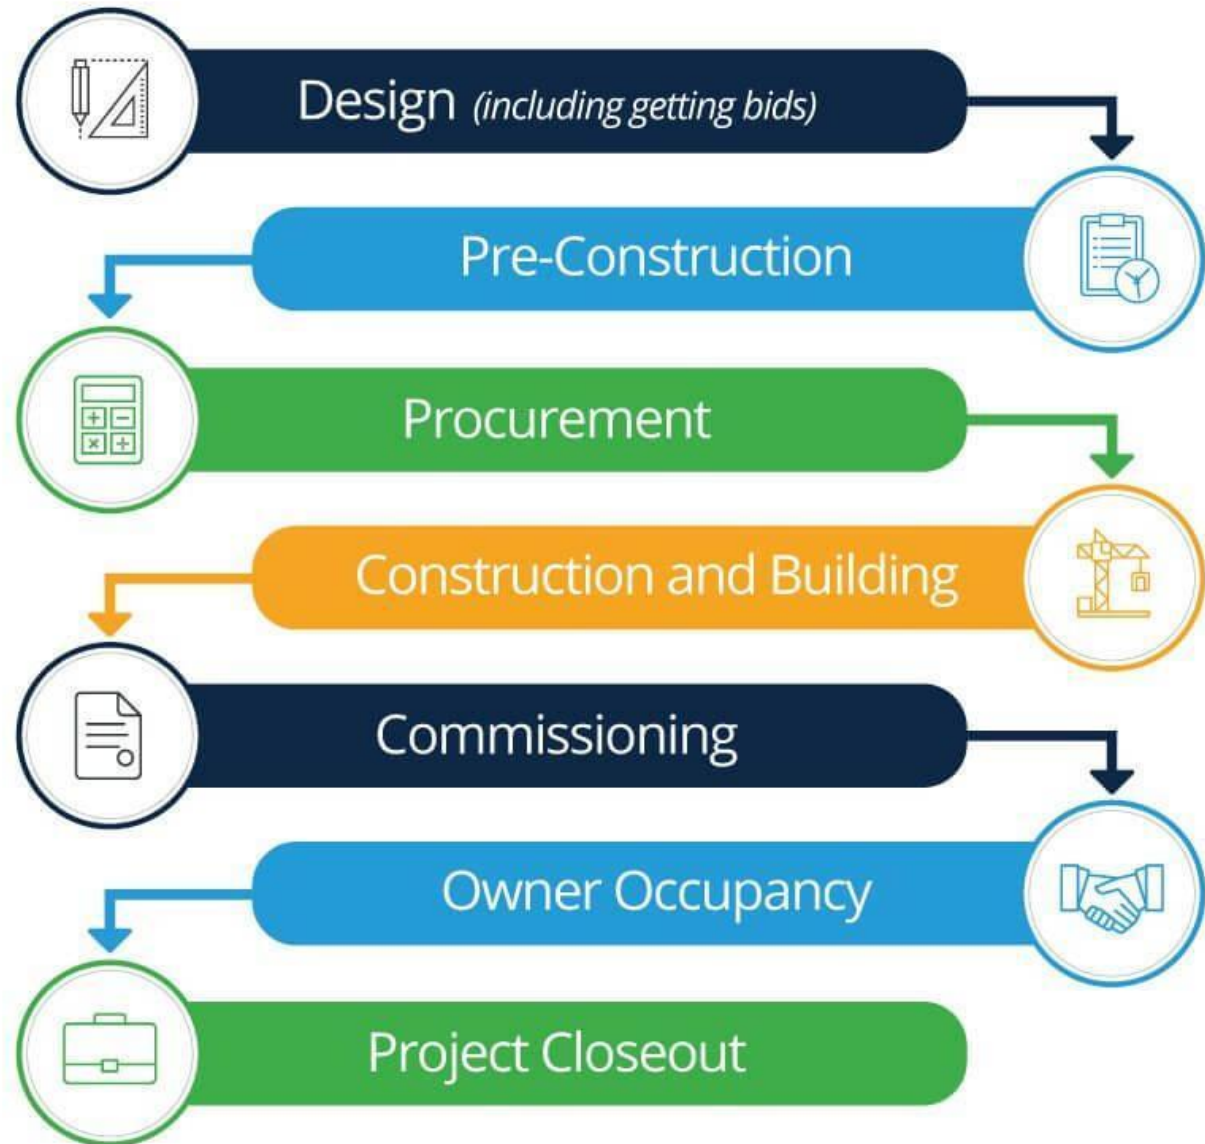 Design (including getting bids)
Pre-Construction
Procurement
Construction and Building
Commissioning
Owner Occupancy
Project Closeout